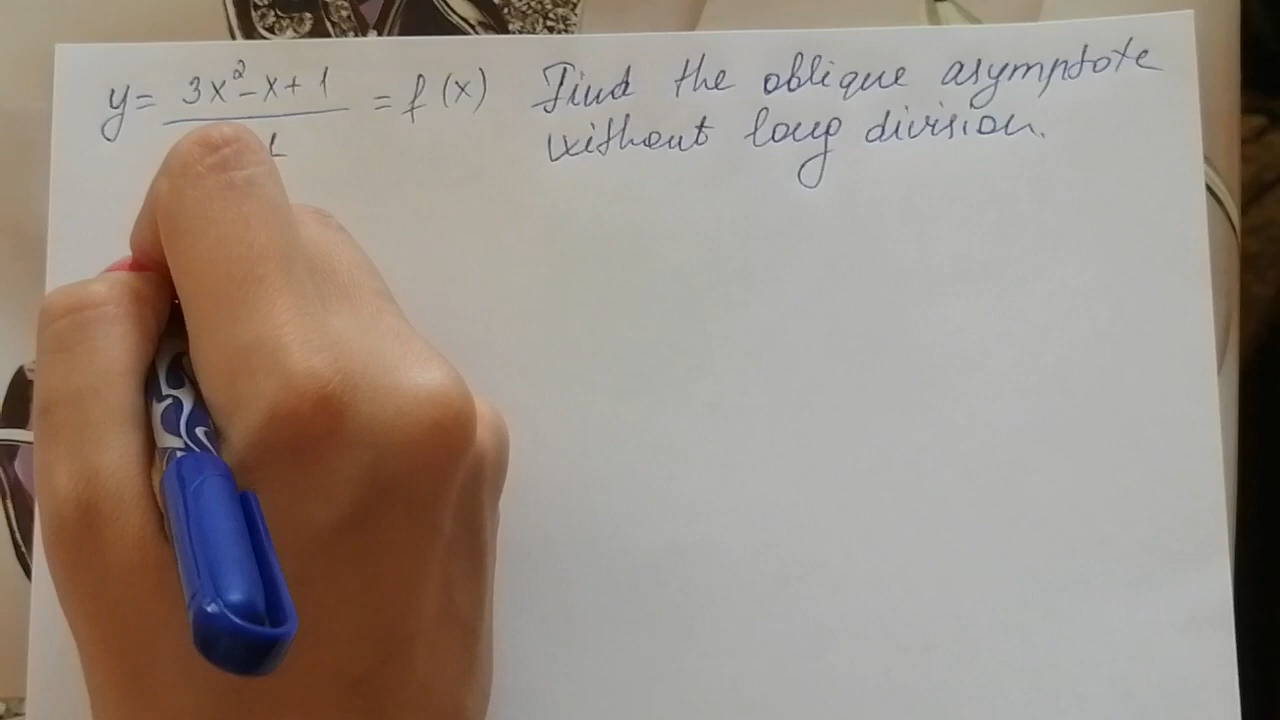 y = 3x² - x + 1 = f(x) Find the oblique asymptote
without long division.